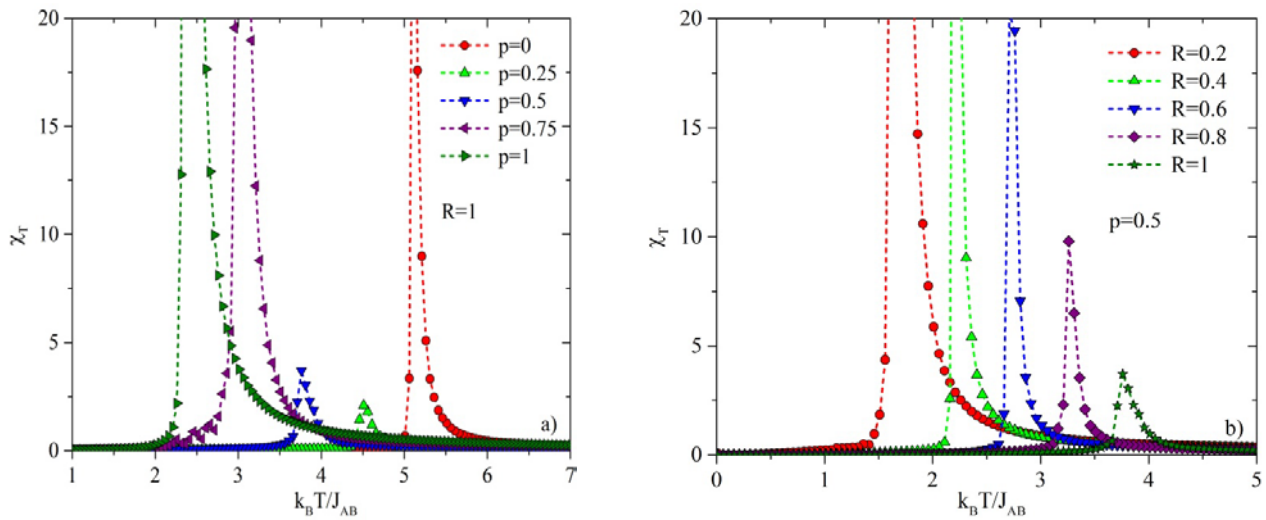 20
15
10
5
0
χT
1 2 3 4 5 6 7
kBT/JAB
p=0
p=0.25
p=0.5
p=0.75
p=1
R=1
a)
20
15
10
5
0
χT
0 1 2 3 4 5
kBT/JAB
R=0.2
R=0.4
R=0.6
R=0.8
R=1
p=0.5
b)